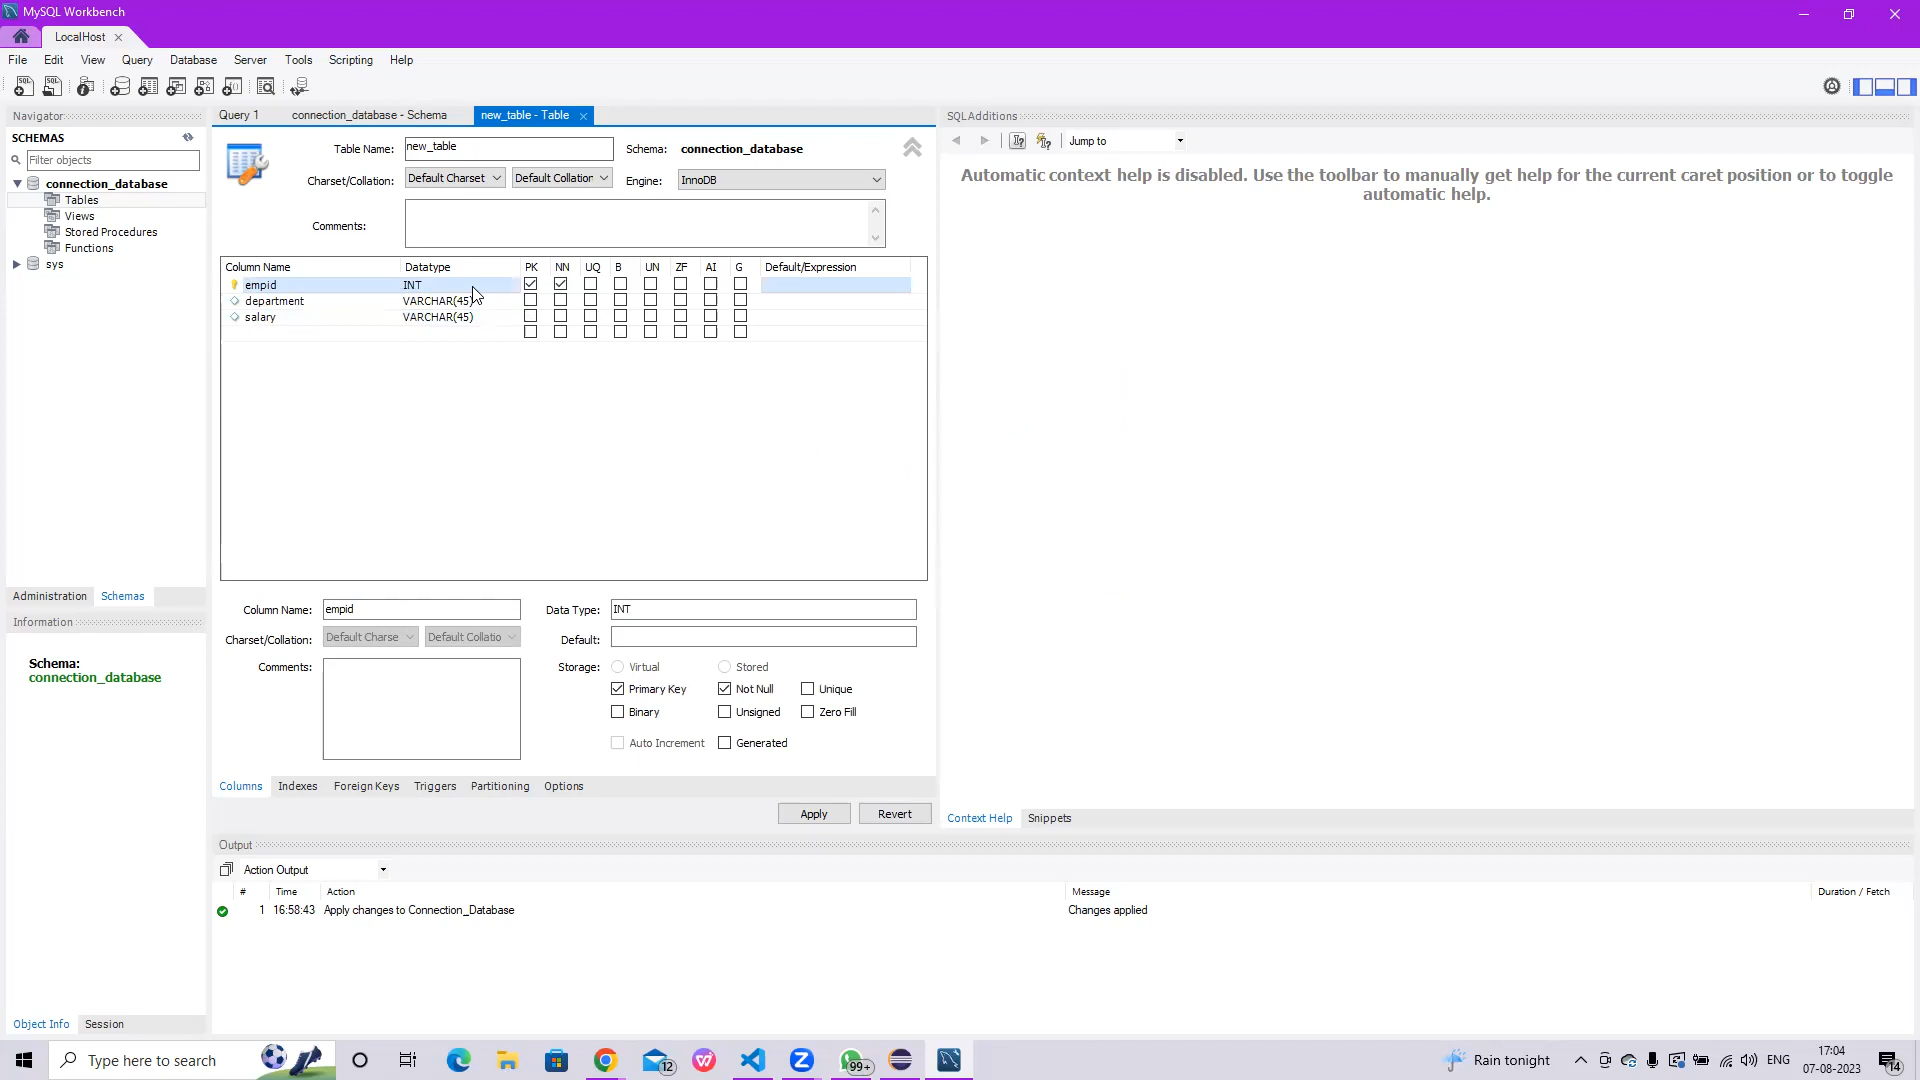 MySQL Workbench
LocalHost
File Edit View Query Database Server Tools Scripting Help
Navigator
SCHEMAS
Filter objects
connection_database
Tables
Views
Stored Procedures
Functions
sys
Administration Schemas
Information
Schema:
connection_database
Object Info Session
Query 1 connection_database - Schema new_table - Table
Table Name: new_table Schema: connection_database
Charset/Collation: Default Charset Default Collation Engine: InnoDB
Comments:
Column Name Datatype PK NN UQ B UN ZF AI G Default/Expression
empid INT
department VARCHAR(45)
salary VARCHAR(45)
Column Name: empid Data Type: INT
Charset/Collation: Default Charse Default Collatio Default:
Comments: Storage: Virtual Stored
Primary Key Not Null Unique
Binary Unsigned Zero Fill
Auto Increment Generated
Columns Indexes Foreign Keys Triggers Partitioning Options
Apply Revert
SQLAdditions
Jump to
Automatic context help is disabled. Use the toolbar to manually get help for the current caret position or to toggle
automatic help.
Context Help Snippets
Output
Action Output
# Time Action Message Duration / Fetch
1 16:58:43 Apply changes to Connection_Database Changes applied
Type here to search
12
99+
Rain tonight
ENG
17:04
07-08-2023
14